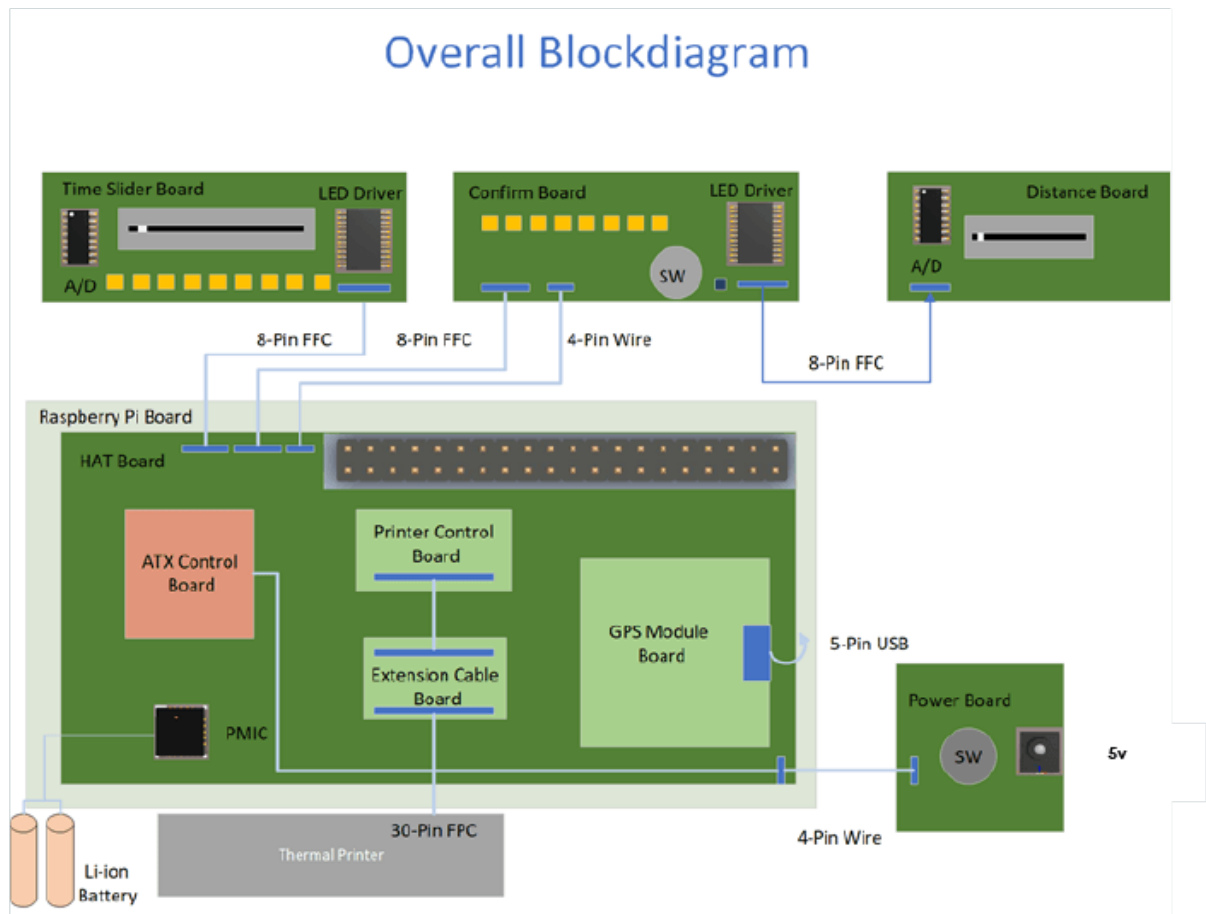 Overall Blockdiagram
Time Slider Board
LED Driver
A/D
Confirm Board
LED Driver
SW
Distance Board
A/D
8-Pin FFC
8-Pin FFC
4-Pin Wire
8-Pin FFC
Raspberry Pi Board
HAT Board
ATX Control
Board
Printer Control
Board
Extension Cable
Board
GPS Module
Board
5-Pin USB
PMIC
Power Board
SW
5v
4-Pin Wire
30-Pin FPC
Thermal Printer
Li-ion
Battery